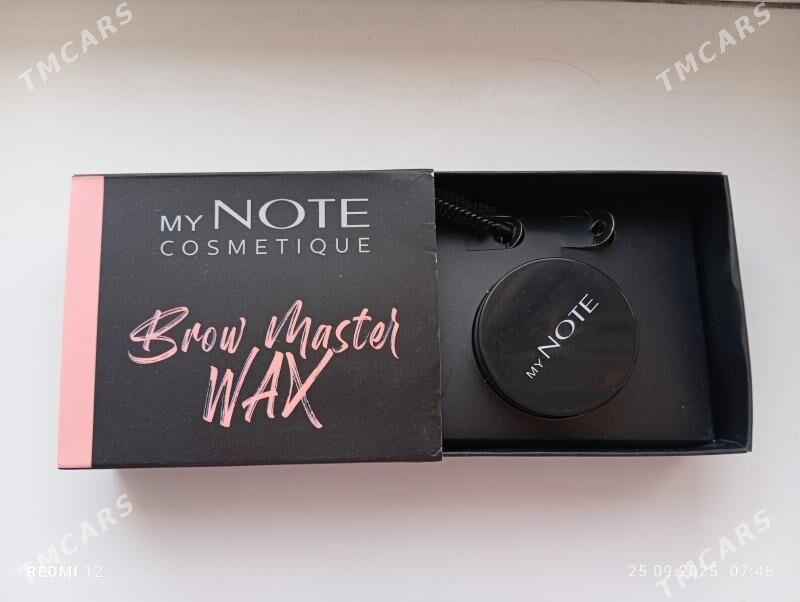 TMCARS
TMCARS
MY NOTE
COSMETIQUE
Brow Master
WAX
MY NOTE
TMCARS
TMCARS
REDMI 12
25.09.2025 07:46